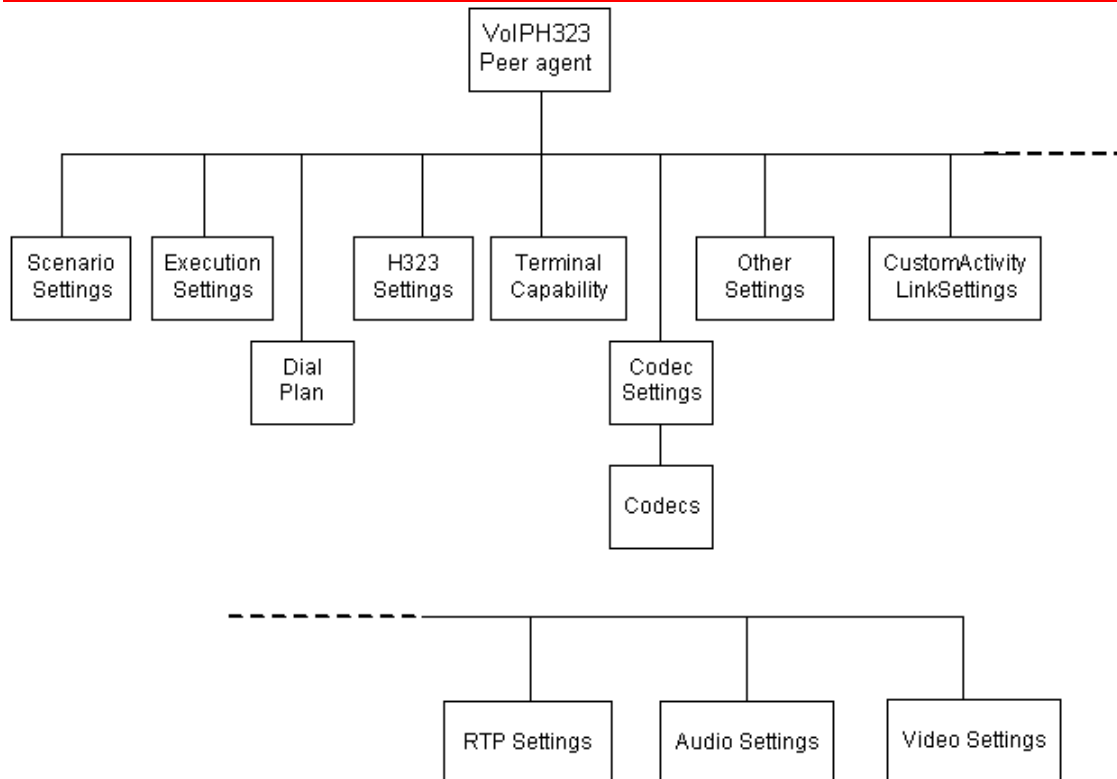 VoIPH323
Peer agent
Scenario
Settings
Execution
Settings
H323
Settings
Terminal
Capability
Other
Settings
CustomActivity
LinkSettings
Dial
Plan
Codec
Settings
Codecs
RTP Settings
Audio Settings
Video Settings